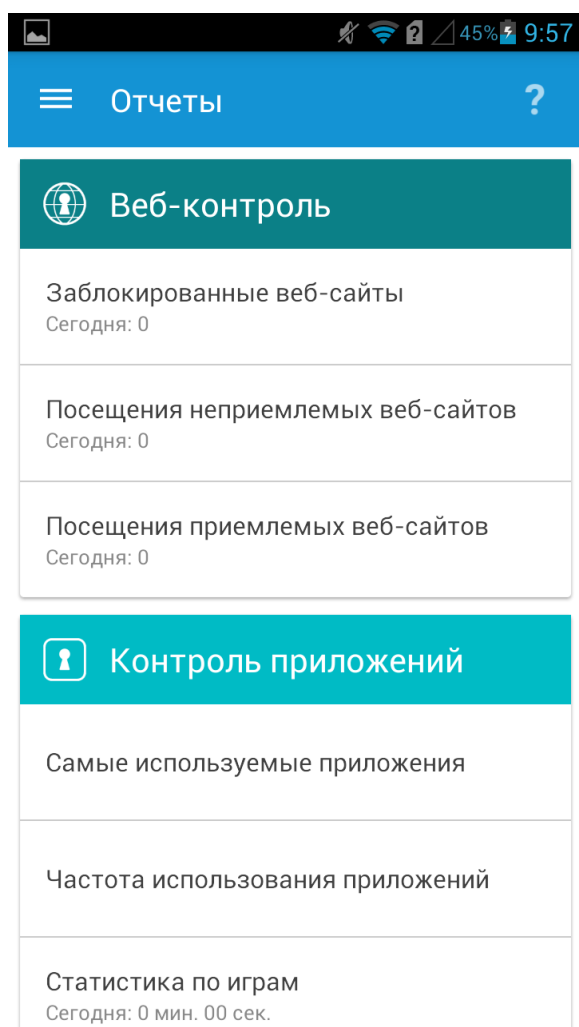 45% 9:57
Отчеты ?
Веб-контроль
Заблокированные веб-сайты
Сегодня: 0
Посещения неприемлемых веб-сайтов
Сегодня: 0
Посещения приемлемых веб-сайтов
Сегодня: 0
Контроль приложений
Самые используемые приложения
Частота использования приложений
Статистика по играм
Сегодня: 0 мин. 00 сек.